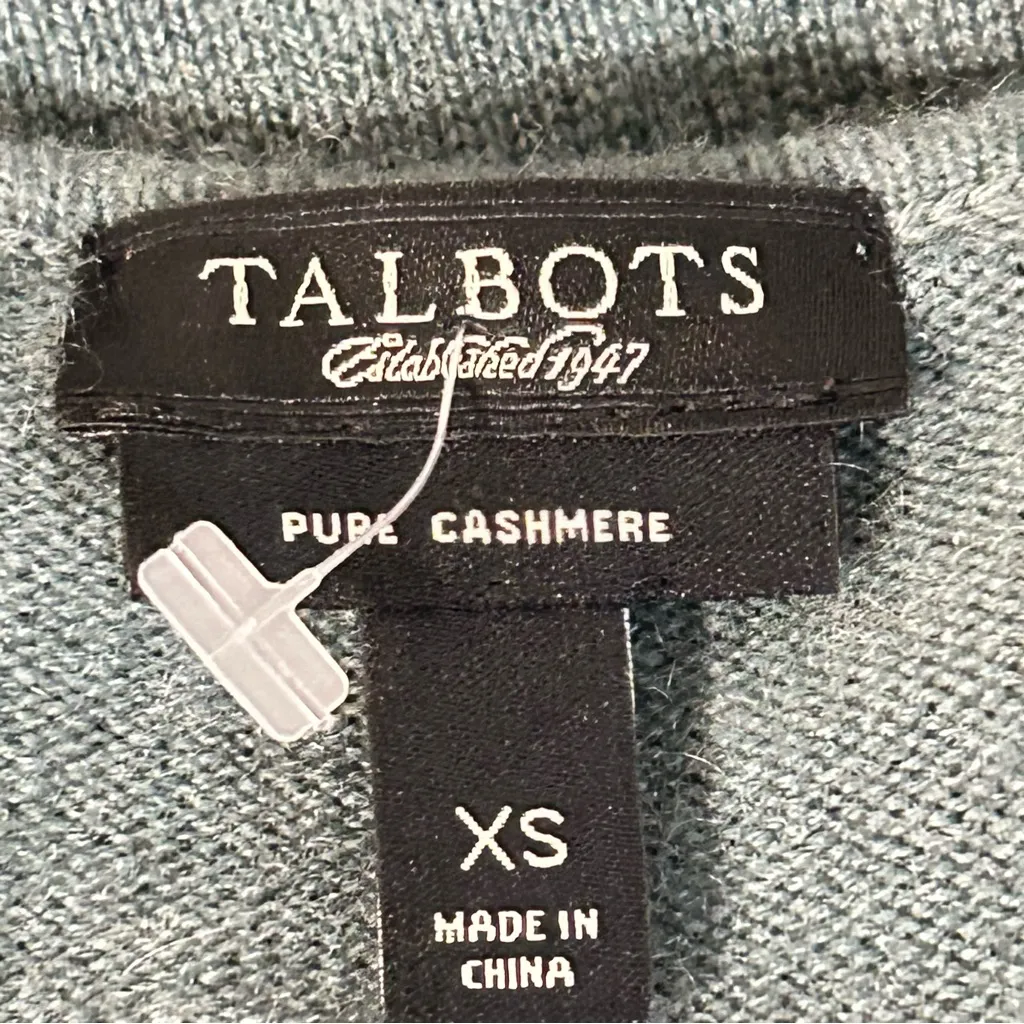 TALBOTS
Established 1947
PURE CASHMERE
XS
MADE IN
CHINA